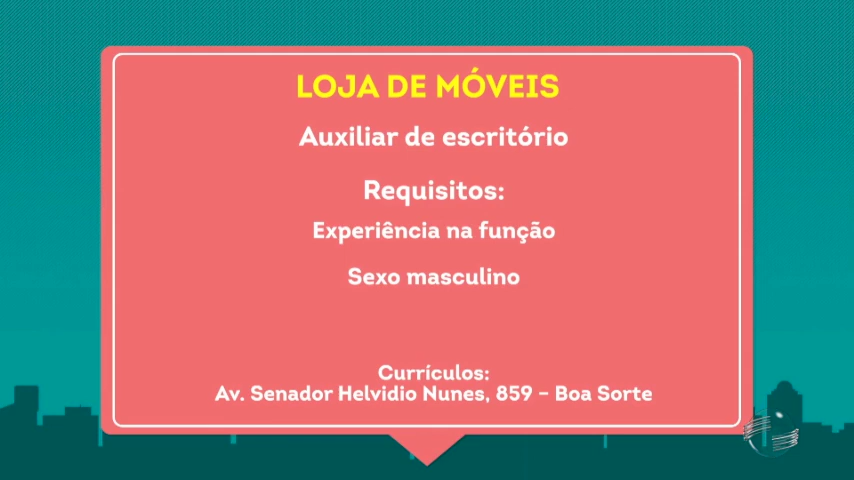 LOJA DE MÓVEIS
Auxiliar de escritório
Requisitos:
Experiência na função
Sexo masculino
Currículos:
Av. Senador Helvidio Nunes, 859 – Boa Sorte